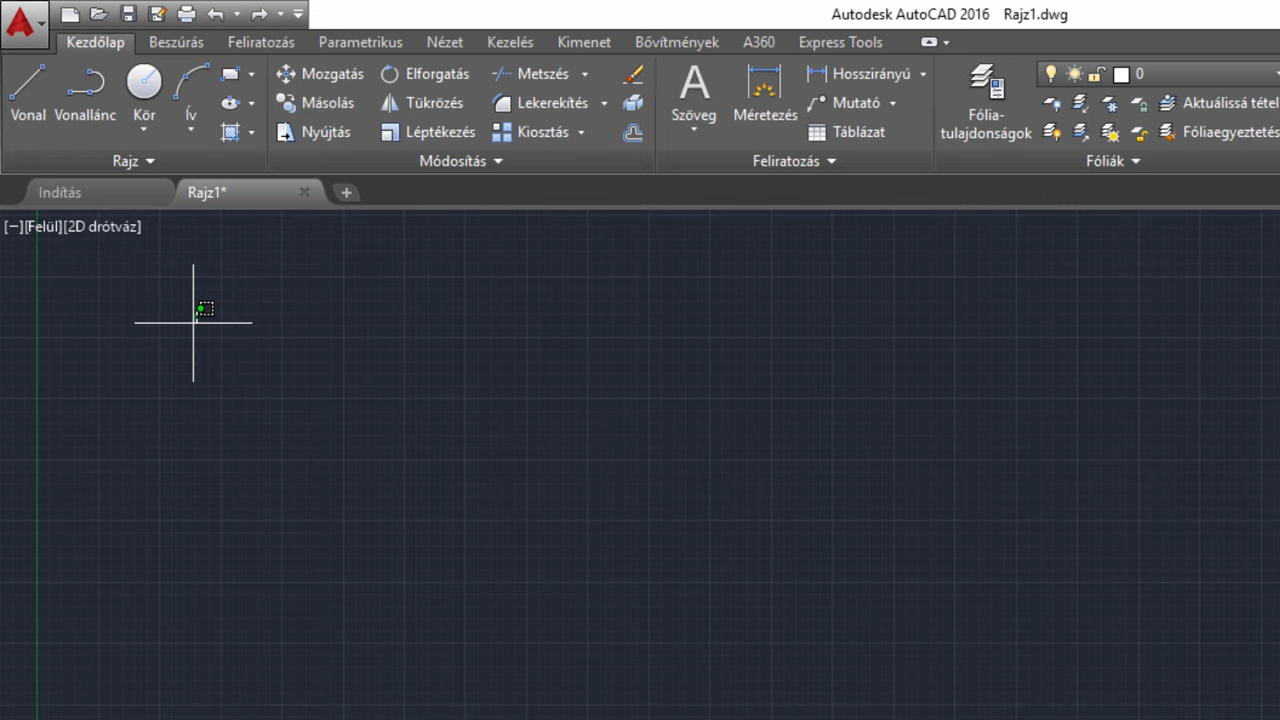 Autodesk AutoCAD 2016 Rajz1.dwg
Kezdőlap Beszúrás Feliratozás Parametrikus Nézet Kezelés Kimenet Bővítmények A360 Express Tools
Vonal Vonallánc Kör Ív
Mozgatás Elforgatás Metszés
Másolás Tükrözés Lekerekítés
Nyújtás Léptékezés Kiosztás
Szöveg Méretezés
Hosszirányú
Mutató
Táblázat
Fólia-
tulajdonságok
0
Aktuálissá tétel
Fóliaegyeztetés
Rajz Módosítás Feliratozás Fóliák
Indítás Rajz1*
[−][Felül][2D drótváz]